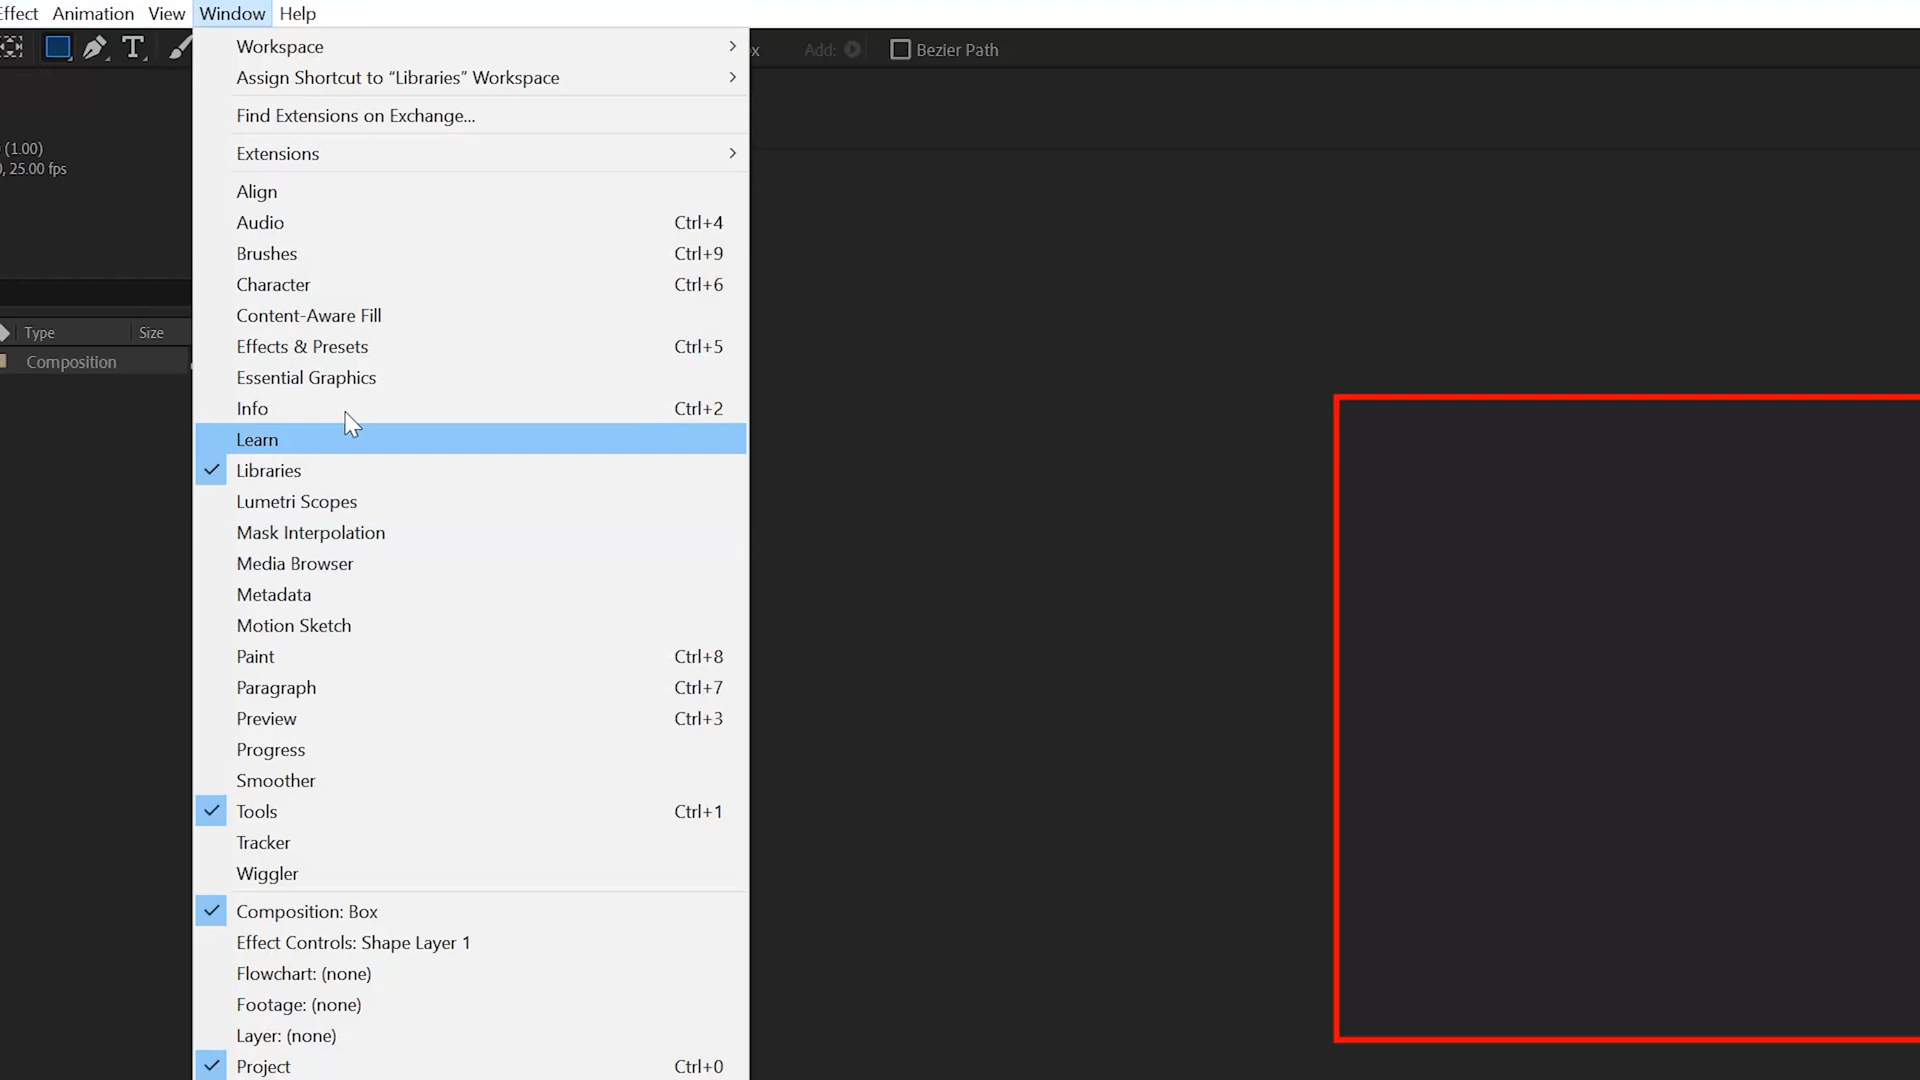 Effect Animation View Window Help
T x Add: Bezier Path
Workspace
Assign Shortcut to “Libraries” Workspace
Find Extensions on Exchange...
(1.00)
Extensions
, 25.00 fps
Align
Audio Ctrl+4
Brushes Ctrl+9
Character Ctrl+6
Content-Aware Fill
Type Size
Effects & Presets Ctrl+5
Composition
Essential Graphics
Info Ctrl+2
Learn
Libraries
Lumetri Scopes
Mask Interpolation
Media Browser
Metadata
Motion Sketch
Paint Ctrl+8
Paragraph Ctrl+7
Preview Ctrl+3
Progress
Smoother
Tools Ctrl+1
Tracker
Wiggler
Composition: Box
Effect Controls: Shape Layer 1
Flowchart: (none)
Footage: (none)
Layer: (none)
Project Ctrl+0